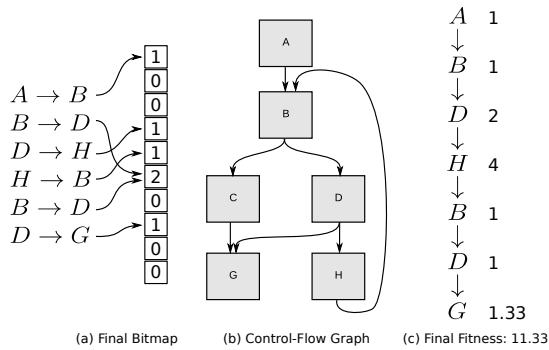 A → B
B → D
D → H
H → B
B → D
D → G
1
0
0
1
1
2
0
1
0
0
(a) Final Bitmap
A
B
C
D
G
H
(b) Control-Flow Graph
A 1
B 1
D 2
H 4
B 1
D 1
G 1.33
(c) Final Fitness: 11.33